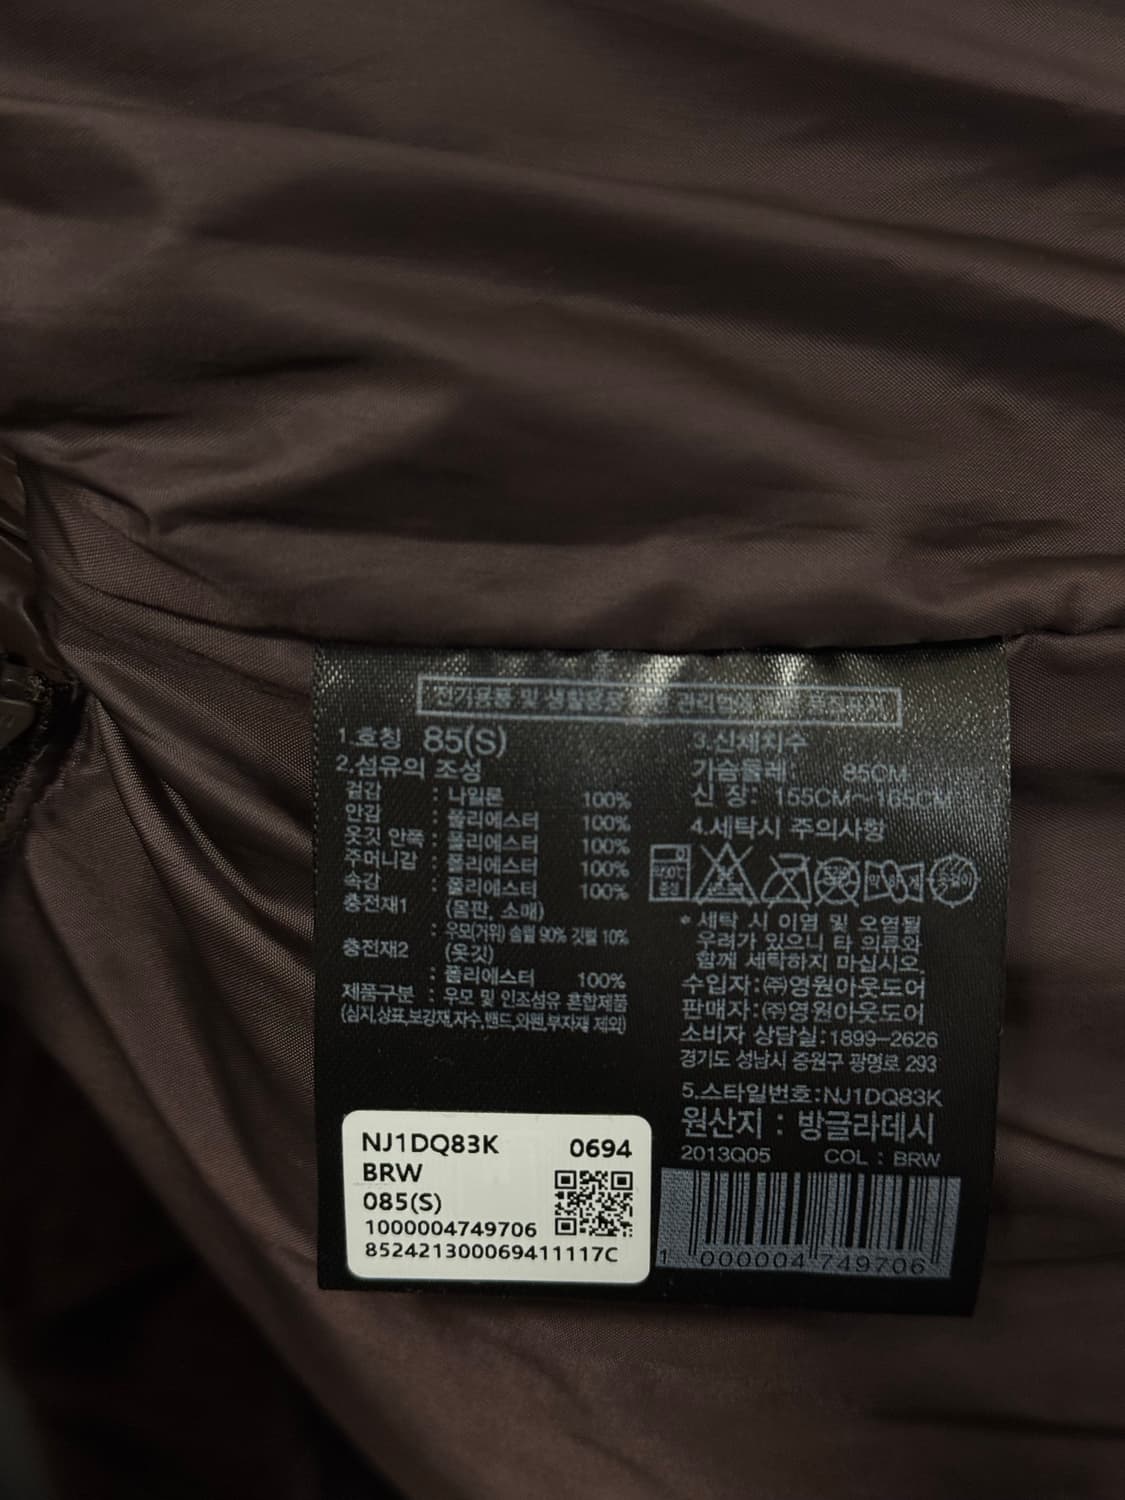 전기용품 및 생활용품
1.호칭 85(S)
2.섬유의 조성
겉감 : 나일론 100%
안감 : 폴리에스터 100%
옷깃 안쪽 : 폴리에스터 100%
주머니감 : 폴리에스터 100%
속감 : 폴리에스터 100%
충전재1 (몸판, 소매)
: 우모(거위) 솜털 90% 깃털 10%
충전재2 (옷깃)
: 폴리에스터 100%
제품구분 : 우모 및 인조섬유 혼합제품
(심지,상표,보강재,자수,밴드,와펜,부자재 제외)
3.신체치수
가슴둘레: 85CM
신 장: 155CM~165CM
4.세탁시 주의사항
* 세탁 시 이염 및 오염될
우려가 있으니 타 의류와
함께 세탁하지 마십시오.
수입자:(주)영원아웃도어
판매자:(주)영원아웃도어
소비자 상담실:1899-2626
경기도 성남시 중원구 광명로 293
5.스타일번호:NJ1DQ83K
원산지 : 방글라데시
2013Q05 COL : BRW
1 000004 749706
NJ1DQ83K 0694
BRW
085(S)
1000004749706
852421300069411117C